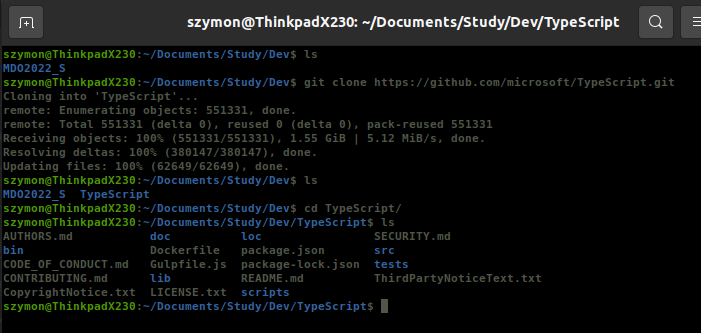 szymon@ThinkpadX230: ~/Documents/Study/Dev/TypeScript
szymon@ThinkpadX230:~/Documents/Study/Dev$ ls
MDO2022_S
szymon@ThinkpadX230:~/Documents/Study/Dev$ git clone https://github.com/microsoft/TypeScript.git
Cloning into 'TypeScript'...
remote: Enumerating objects: 551331, done.
remote: Total 551331 (delta 0), reused 0 (delta 0), pack-reused 551331
Receiving objects: 100% (551331/551331), 1.55 GiB | 5.12 MiB/s, done.
Resolving deltas: 100% (380147/380147), done.
Updating files: 100% (62649/62649), done.
szymon@ThinkpadX230:~/Documents/Study/Dev$ ls
MDO2022_S  TypeScript
szymon@ThinkpadX230:~/Documents/Study/Dev$ cd TypeScript/
szymon@ThinkpadX230:~/Documents/Study/Dev/TypeScript$ ls
AUTHORS.md           doc          loc                SECURITY.md
bin                  Dockerfile   package.json       src
CODE_OF_CONDUCT.md   Gulpfile.js  package-lock.json  tests
CONTRIBUTING.md      lib          README.md          ThirdPartyNoticeText.txt
CopyrightNotice.txt  LICENSE.txt  scripts
szymon@ThinkpadX230:~/Documents/Study/Dev/TypeScript$